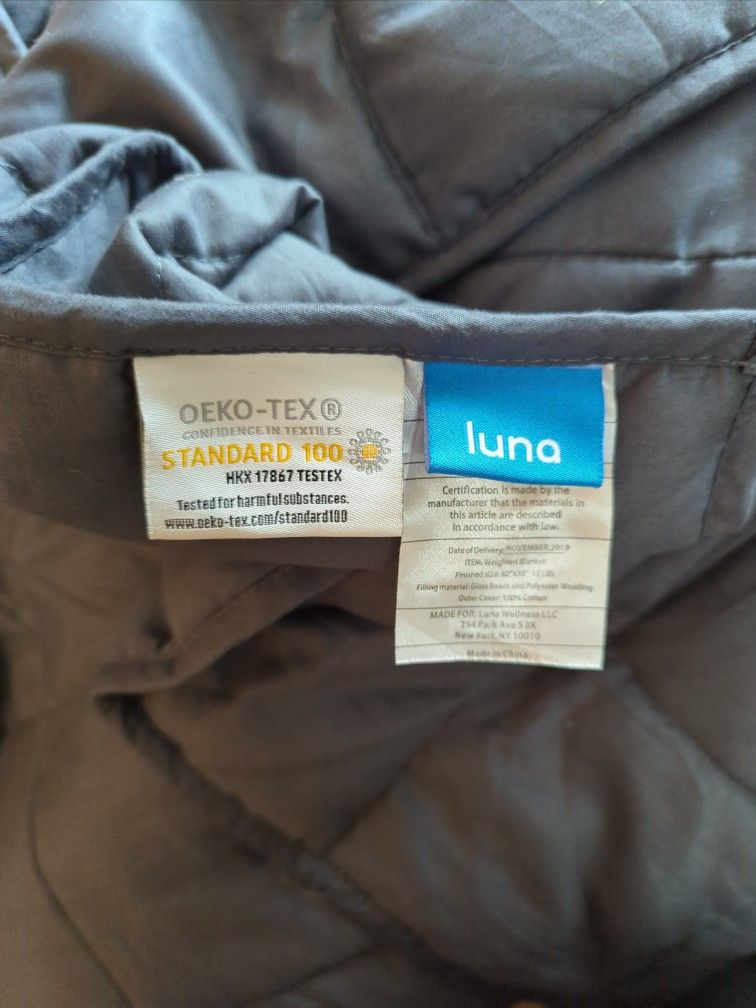 OEKO-TEX®
CONFIDENCE IN TEXTILES
STANDARD 100
HKX 17867 TESTEX
Tested for harmful substances.
www.oeko-tex.com/standard100
luna
Certification is made by the
manufacturer that the materials in
this article are described
in accordance with law.
Date of Delivery: NOVEMBER,2019
ITEM: Weighted Blanket
Finished size: 60"X80" 15 LBS
Filling material: Glass Beads and Polyester Wadding
Outer Cover: 100% Cotton
MADE FOR: Luna Wellness LLC
254 Park Ave S.
New York, NY 10010
Made in China